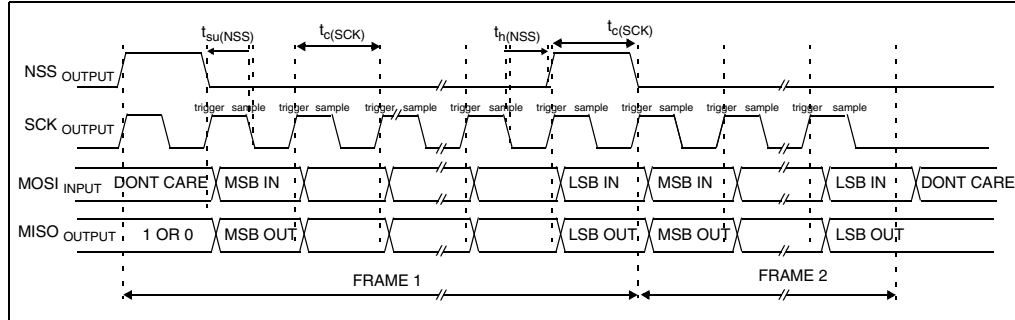 tsu(NSS) tc(SCK) th(NSS) tc(SCK)
NSS OUTPUT
trigger sample trigger sample trigger sample trigger sample trigger sample trigger sample trigger sample trigger sample
SCK OUTPUT
MOSI INPUT DONT CARE MSB IN LSB IN MSB IN LSB IN DONT CARE
MISO OUTPUT 1 OR 0 MSB OUT LSB OUT MSB OUT LSB OUT
FRAME 1 FRAME 2